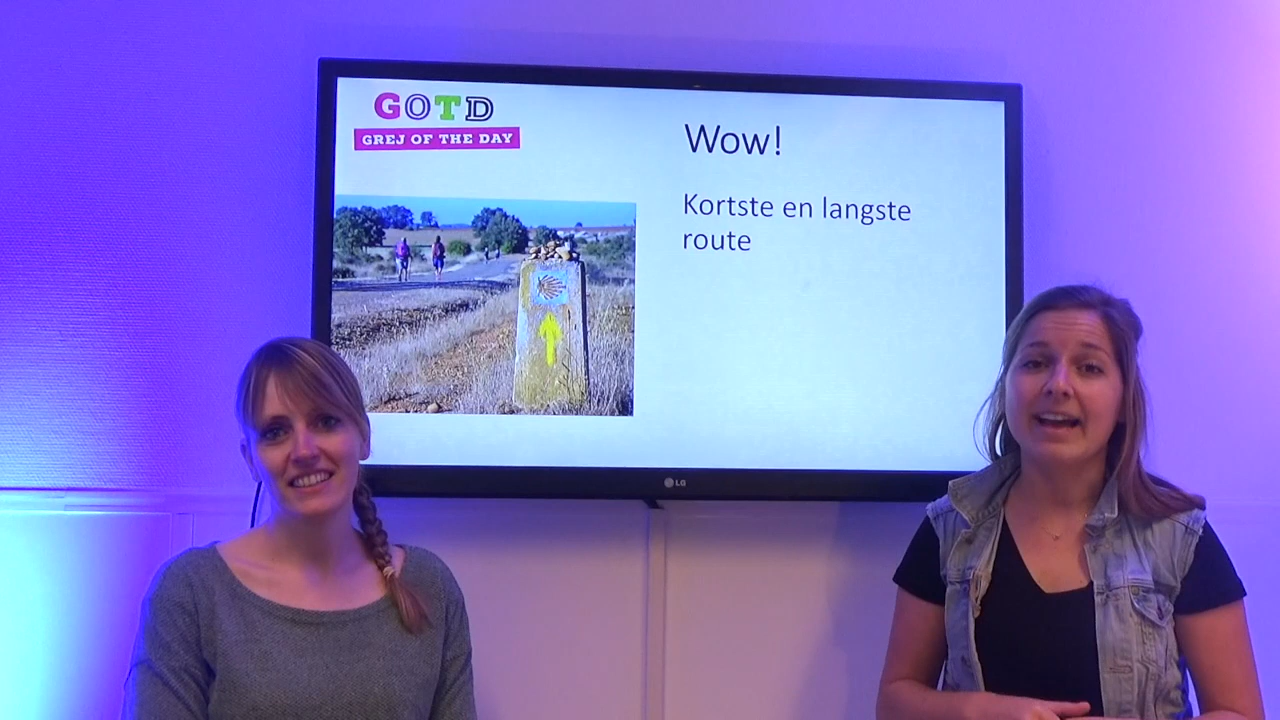 GOTD
GREJ OF THE DAY
Wow!
Kortste en langste
route
LG